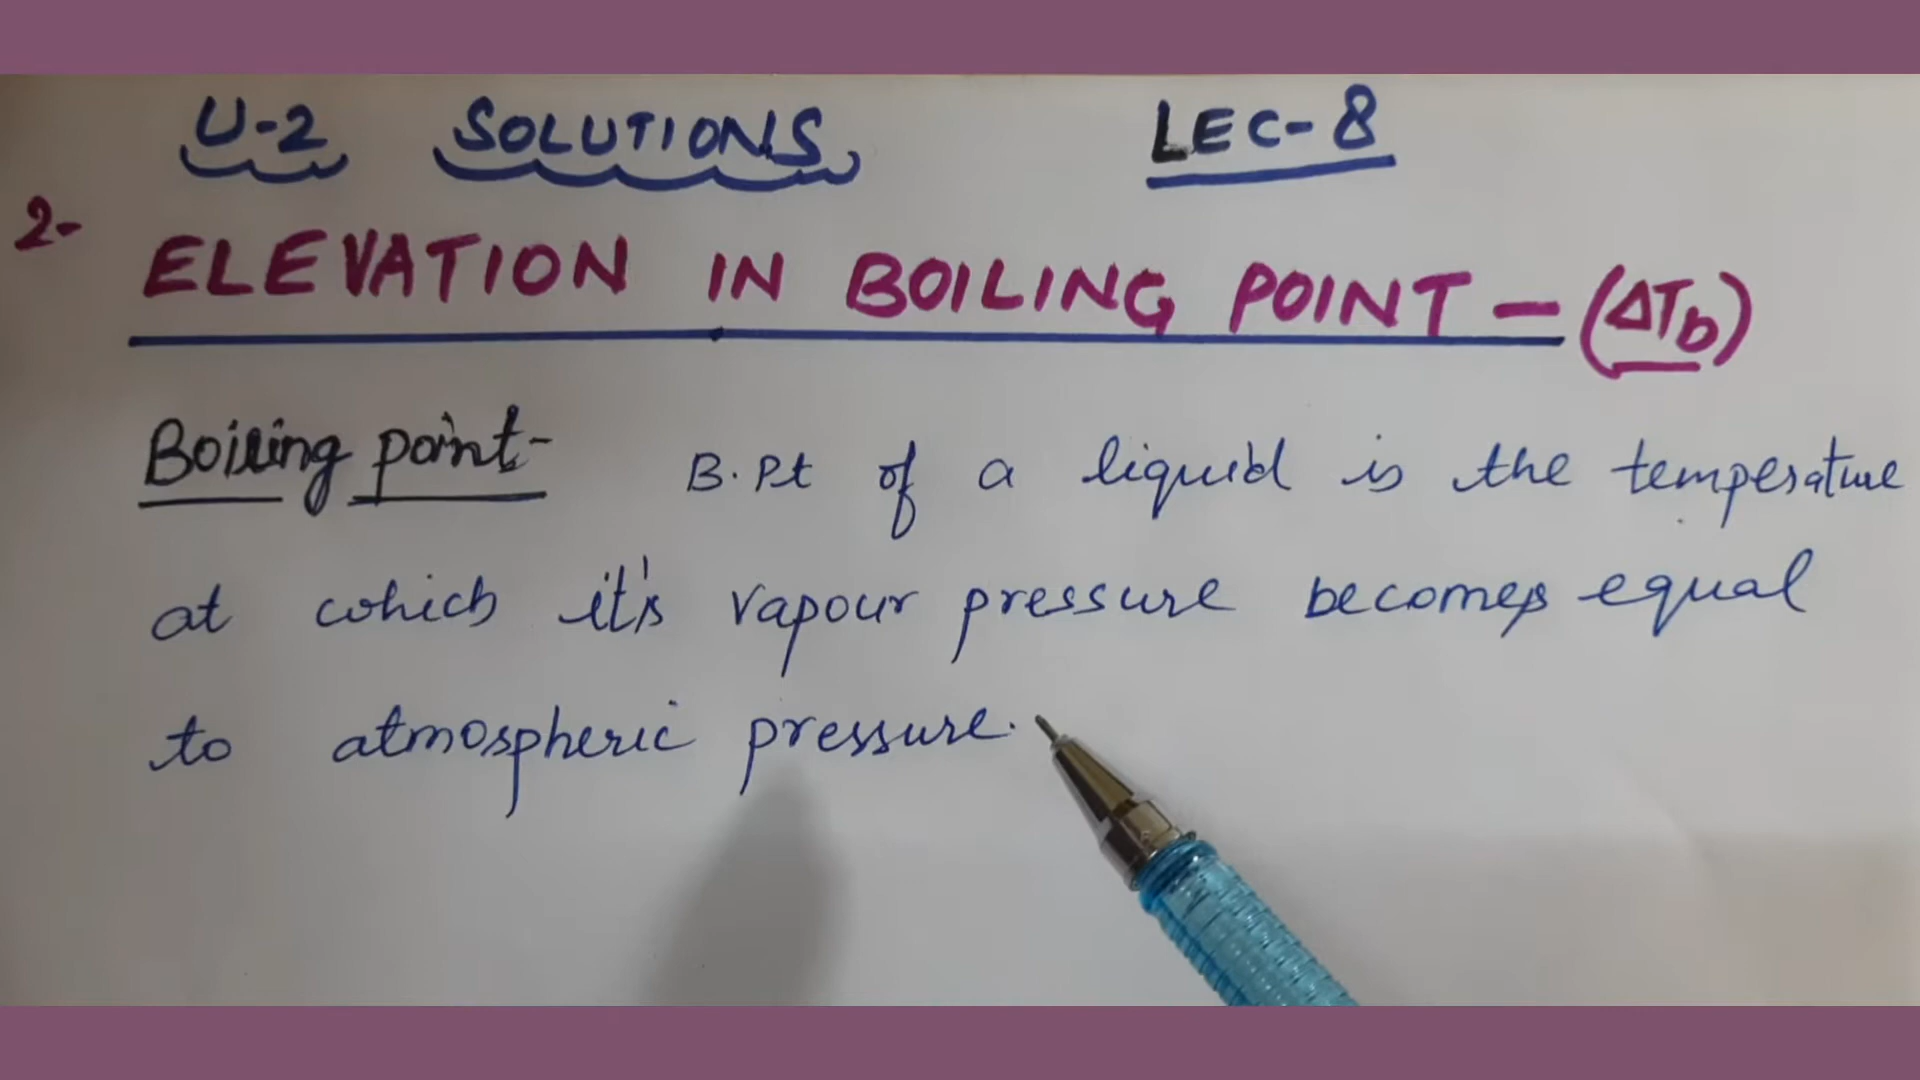 U-2 SOLUTIONS LEC-8
2- ELEVATION IN BOILING POINT - (ΔTb)
Boiling point- B.Pt of a liquid is the temperature
at which it's vapour pressure becomes equal
to atmospheric pressure.